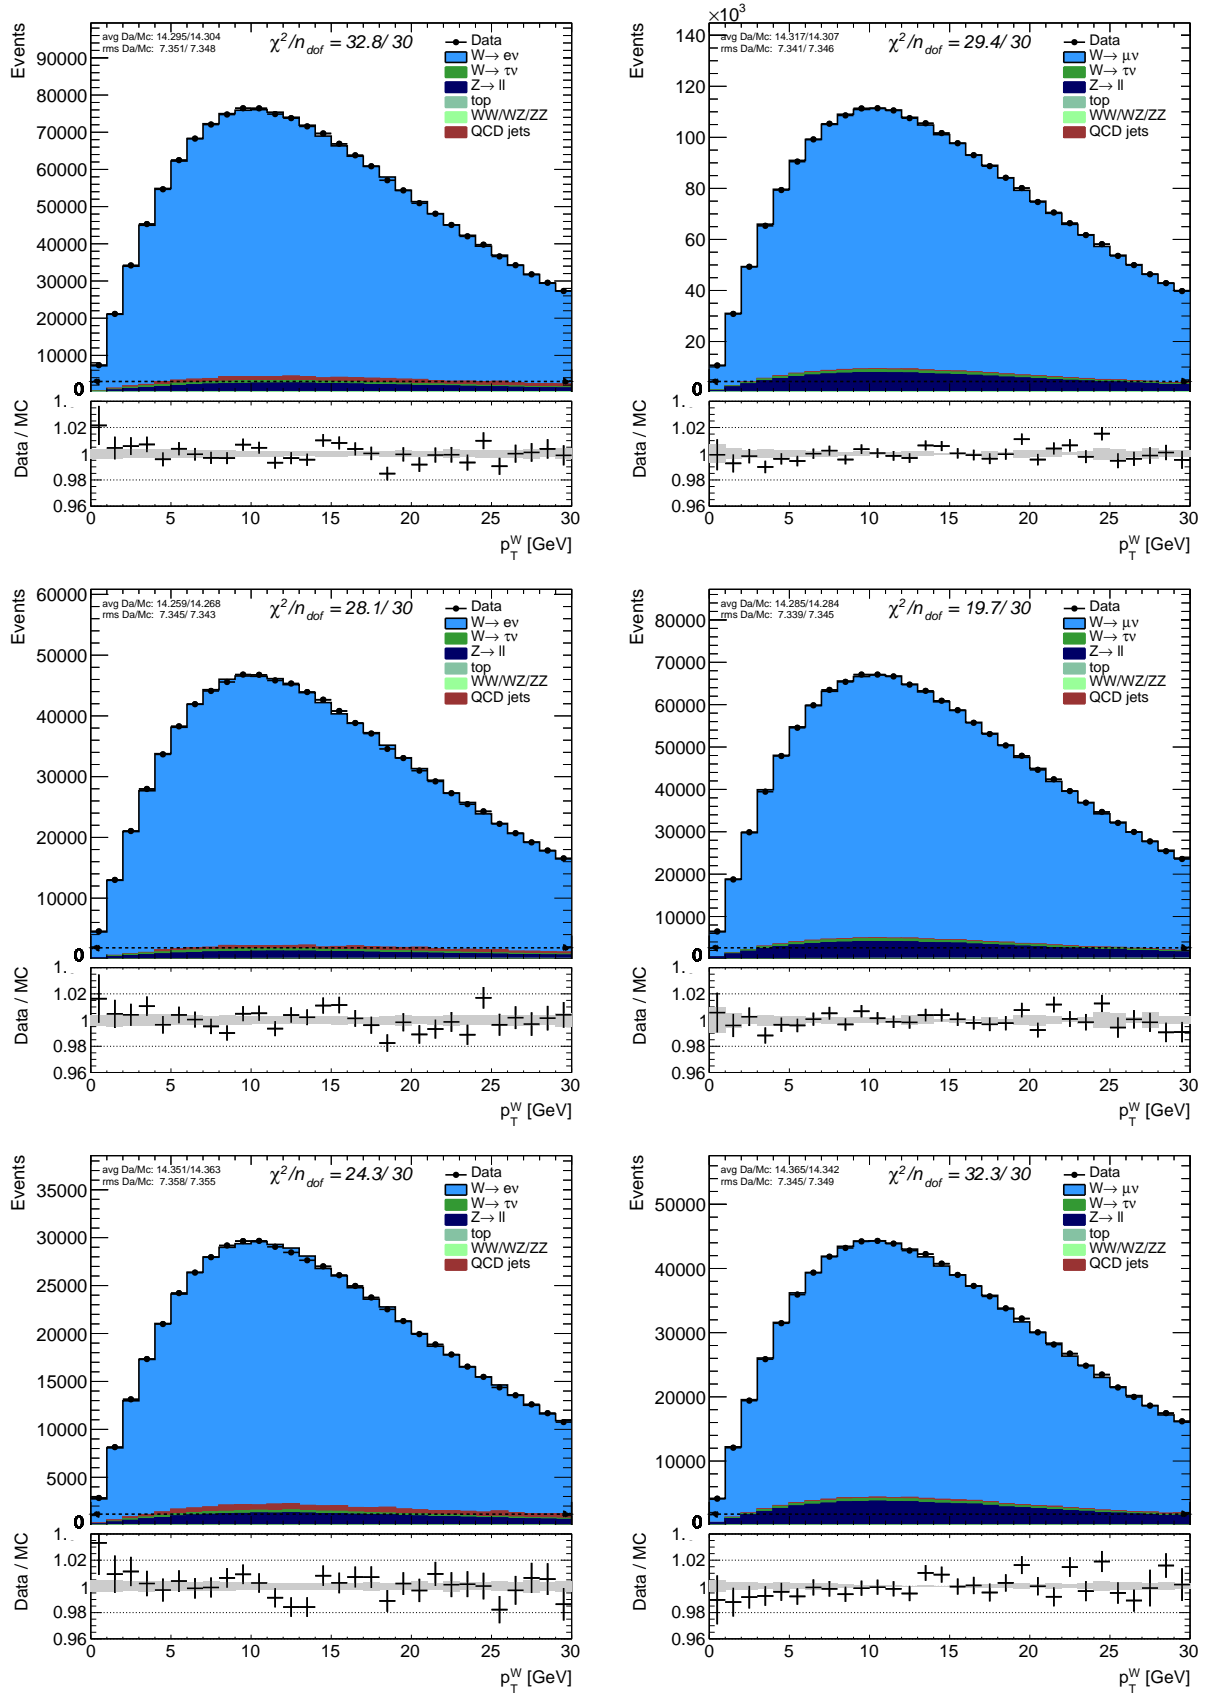 Events
avg Da/Mc: 14.295/14.304
rms Da/Mc: 7.351/ 7.348
χ²/n_dof = 32.8/ 30
Data
W→ eν
W→ τν
Z→ ll
top
WW/WZ/ZZ
QCD jets
90000
80000
70000
60000
50000
40000
30000
20000
10000
0
Data / MC
1.
1.02
1
0.98
0.96
0 5 10 15 20 25 30
p_T^W [GeV]
Events
×10³
avg Da/Mc: 14.317/14.307
rms Da/Mc: 7.341/ 7.346
χ²/n_dof = 29.4/ 30
Data
W→ μν
W→ τν
Z→ ll
top
WW/WZ/ZZ
QCD jets
140
120
100
80
60
40
20
0
Data / MC
1.
1.02
1
0.98
0.96
0 5 10 15 20 25 30
p_T^W [GeV]
Events
avg Da/Mc: 14.259/14.268
rms Da/Mc: 7.345/ 7.343
χ²/n_dof = 28.1/ 30
Data
W→ eν
W→ τν
Z→ ll
top
WW/WZ/ZZ
QCD jets
60000
50000
40000
30000
20000
10000
0
Data / MC
1.
1.02
1
0.98
0.96
0 5 10 15 20 25 30
p_T^W [GeV]
Events
avg Da/Mc: 14.285/14.284
rms Da/Mc: 7.339/ 7.345
χ²/n_dof = 19.7/ 30
Data
W→ μν
W→ τν
Z→ ll
top
WW/WZ/ZZ
QCD jets
80000
70000
60000
50000
40000
30000
20000
10000
0
Data / MC
1.
1.02
1
0.98
0.96
0 5 10 15 20 25 30
p_T^W [GeV]
Events
avg Da/Mc: 14.351/14.363
rms Da/Mc: 7.358/ 7.355
χ²/n_dof = 24.3/ 30
Data
W→ eν
W→ τν
Z→ ll
top
WW/WZ/ZZ
QCD jets
35000
30000
25000
20000
15000
10000
5000
0
Data / MC
1.
1.02
1
0.98
0.96
0 5 10 15 20 25 30
p_T^W [GeV]
Events
avg Da/Mc: 14.365/14.342
rms Da/Mc: 7.345/ 7.349
χ²/n_dof = 32.3/ 30
Data
W→ μν
W→ τν
Z→ ll
top
WW/WZ/ZZ
QCD jets
50000
40000
30000
20000
10000
0
Data / MC
1.
1.02
1
0.98
0.96
0 5 10 15 20 25 30
p_T^W [GeV]